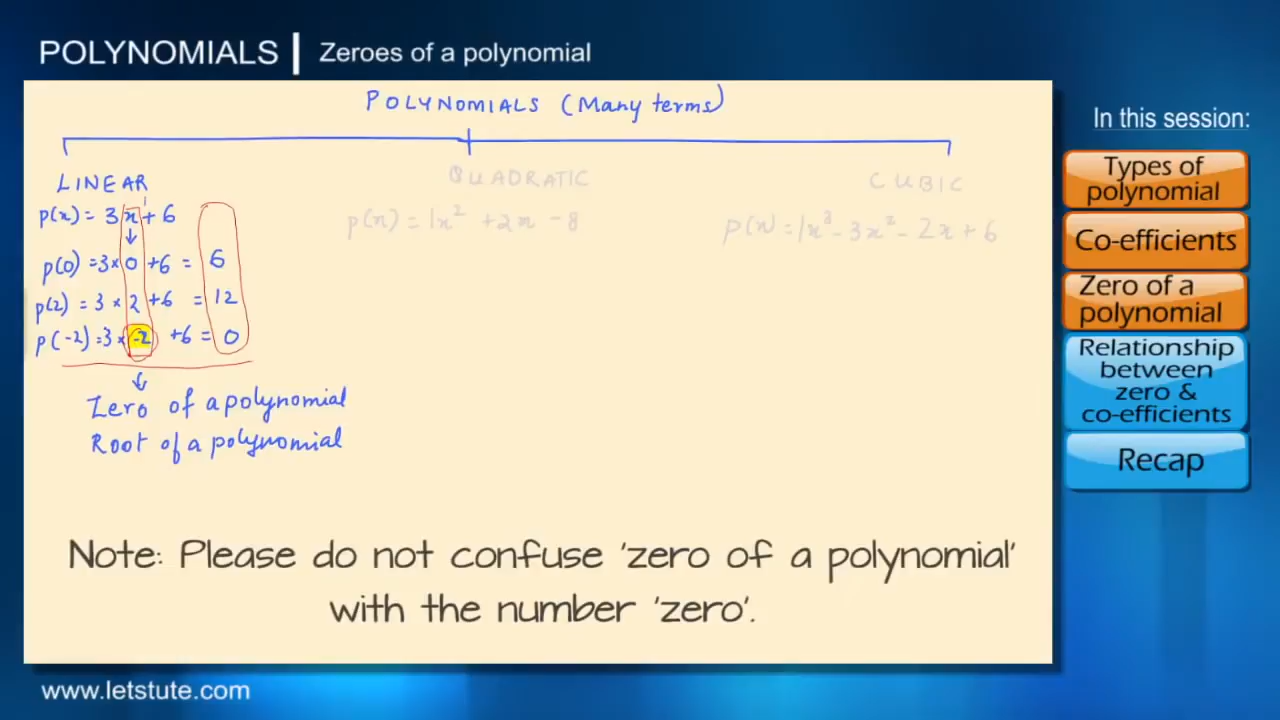 POLYNOMIALS | Zeroes of a polynomial
POLYNOMIALS (Many terms)
LINEAR
p(x) = 3x + 6
p(0) = 3 × 0 + 6 = 6
p(2) = 3 × 2 + 6 = 12
p(-2) = 3 × -2 + 6 = 0
Zero of a polynomial
Root of a polynomial
QUADRATIC
p(x) = 1x² + 2x - 8
CUBIC
p(x) = 1x³ - 3x² - 2x + 6
Note: Please do not confuse 'zero of a polynomial'
with the number 'zero'.
In this session:
Types of
polynomial
Co-efficients
Zero of a
polynomial
Relationship
between
zero &
co-efficients
Recap
www.letstute.com